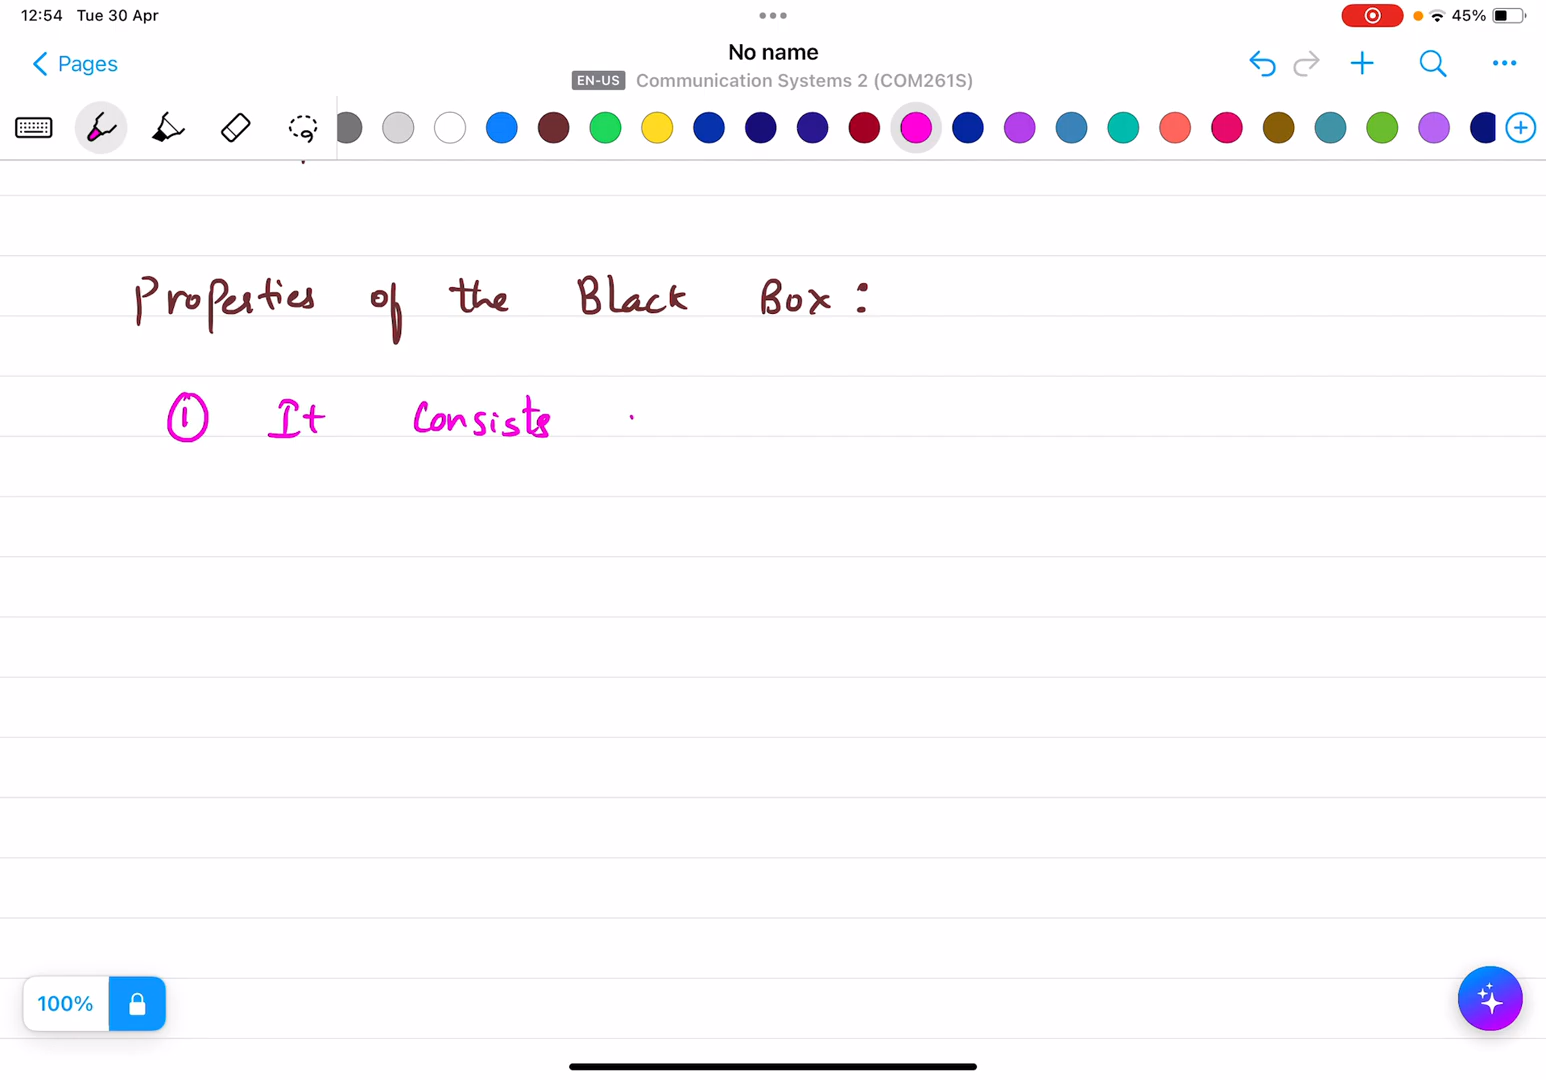 12:54 Tue 30 Apr
45%
Pages
No name
EN-US Communication Systems 2 (COM261S)
Properties of the Black Box:
① It Consists
100%